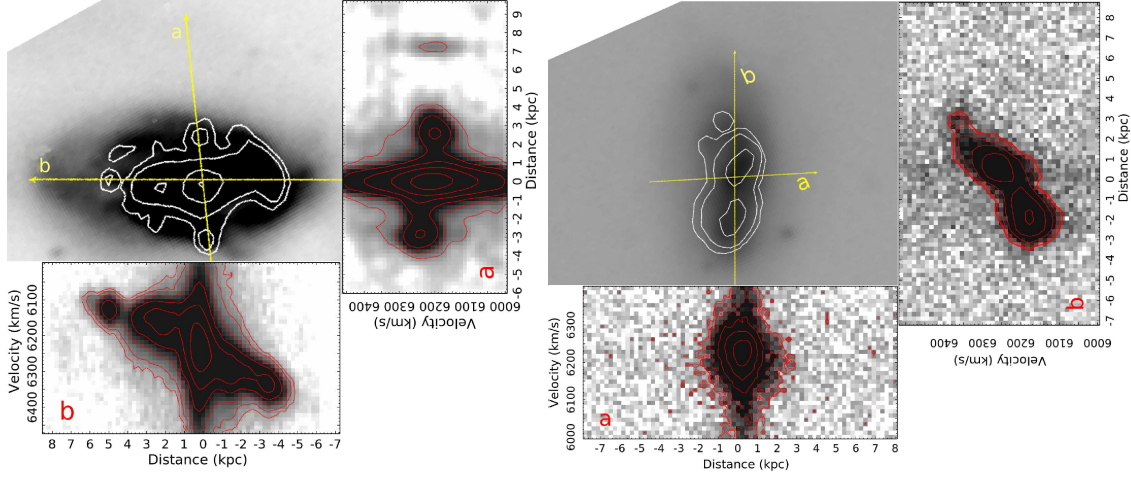 a
b
9
8
7
6
5
4
3
2
1
0
-1
-2
-3
-4
-5
-6
Distance (kpc)
a
6400 6300 6200 6100 6000
Velocity (km/s)
6100
6200
6300
6400
Velocity (km/s)
b
8 7 6 5 4 3 2 1 0 -1 -2 -3 -4 -5 -6 -7
Distance (kpc)
b
a
8
7
6
5
4
3
2
1
0
-1
-2
-3
-4
-5
-6
-7
Distance (kpc)
b
6400 6300 6200 6100 6000
Velocity (km/s)
6300
6200
6100
6000
Velocity (km/s)
a
-7 -6 -5 -4 -3 -2 -1 0 1 2 3 4 5 6 7 8
Distance (kpc)